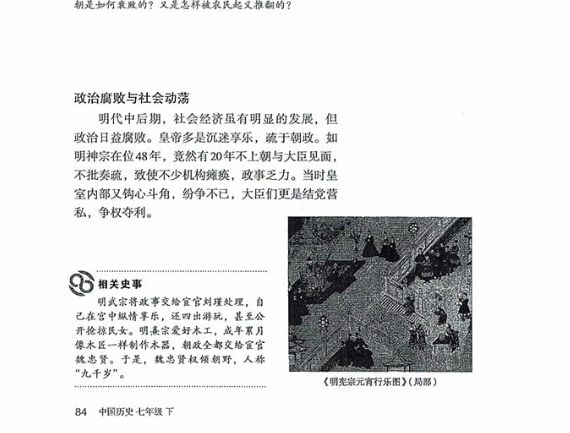 朝是如何衰败的？又是怎样被农民起义推翻的？
政治腐败与社会动荡
明代中后期，社会经济虽有明显的发展，但
政治日益腐败。皇帝多是沉迷享乐，疏于朝政。如
明神宗在位48年，竟然有20年不上朝与大臣见面，
不批奏疏，致使不少机构瘫痪，政事乏力。当时皇
室内部又钩心斗角，纷争不已，大臣们更是结党营
私，争权夺利。
相关史事
明武宗将政事交给宦官刘瑾处理，自
己在宫中纵情享乐，还四出游玩，甚至公
开抢掠民女。明熹宗爱好木工，成年累月
像木匠一样制作木器，朝政全都交给宦官
魏忠贤。于是，魏忠贤权倾朝野，人称
“九千岁”。
《明宪宗元宵行乐图》（局部）
84 中国历史 七年级 下